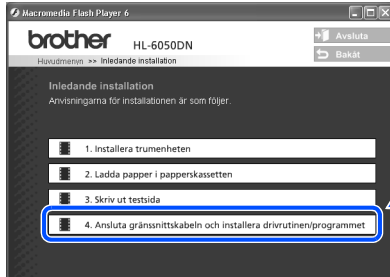 Macromedia Flash Player 6
brother HL-6050DN
Avsluta
Bakåt
Huvudmenyn >> Inledande installation
Inledande installation
Anvisningarna för installationen är som följer.
1. Installera trumenheten
2. Ladda papper i papperskassetten
3. Skriv ut testsida
4. Ansluta gränssnittskabeln och installera drivrutinen/programmet